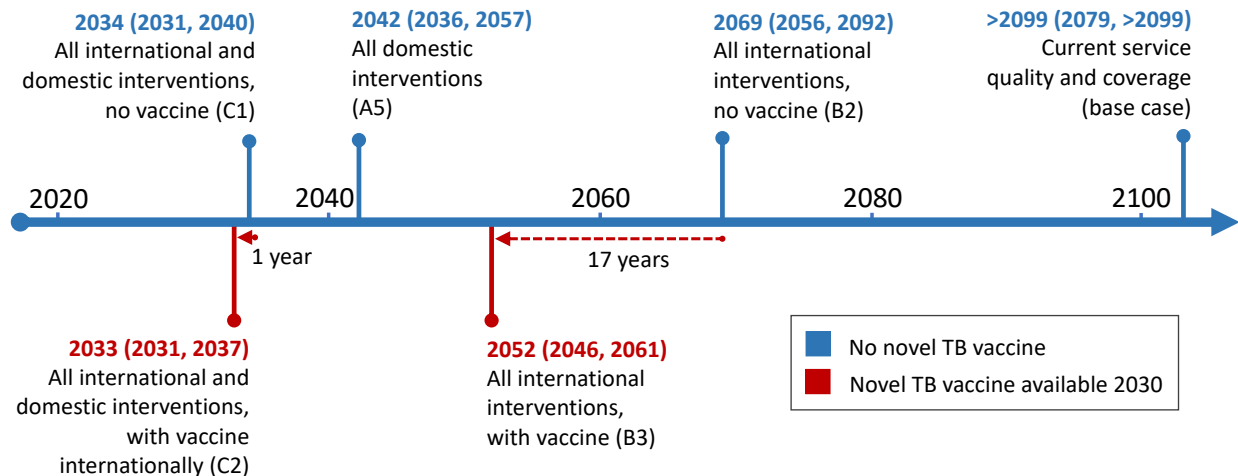 2034 (2031, 2040)
All international and
domestic interventions,
no vaccine (C1)
2042 (2036, 2057)
All domestic
interventions
(A5)
2069 (2056, 2092)
All international
interventions,
no vaccine (B2)
>2099 (2079, >2099)
Current service
quality and coverage
(base case)
2020
2040
2060
2080
2100
1 year
17 years
2033 (2031, 2037)
All international and
domestic interventions,
with vaccine
internationally (C2)
2052 (2046, 2061)
All international
interventions,
with vaccine (B3)
No novel TB vaccine
Novel TB vaccine available 2030